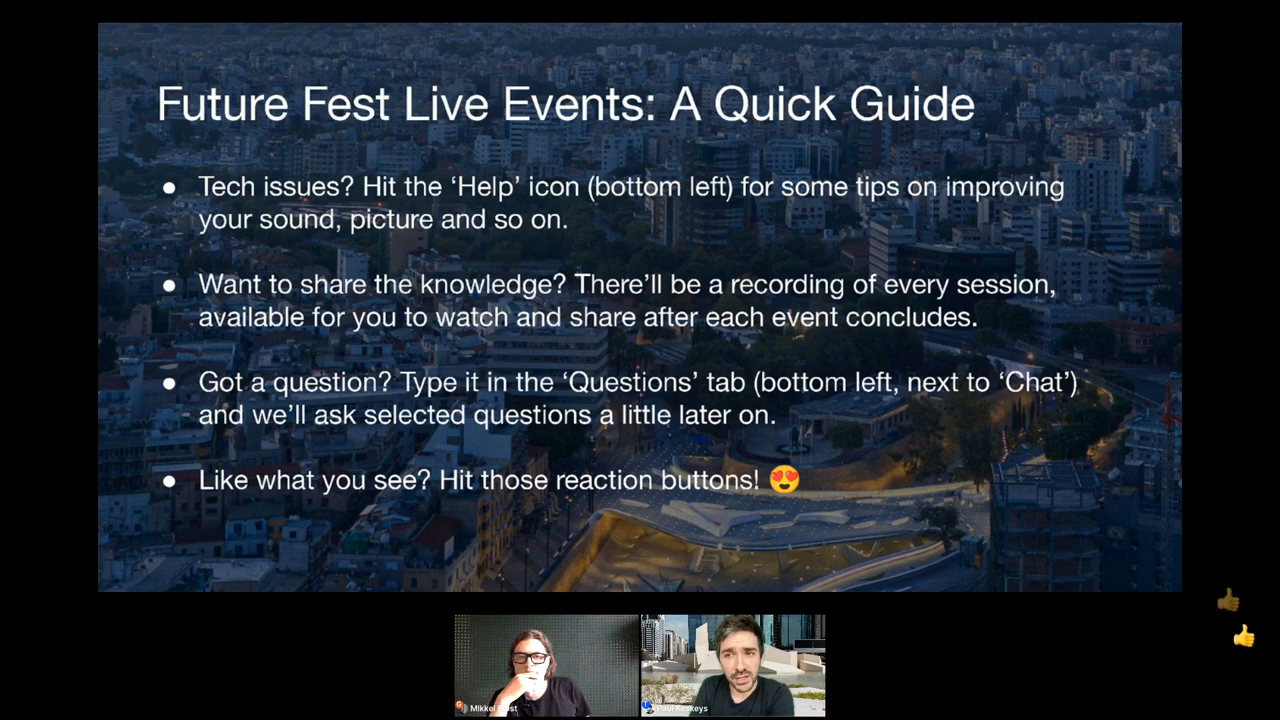 Future Fest Live Events: A Quick Guide
● Tech issues? Hit the ‘Help’ icon (bottom left) for some tips on improving
your sound, picture and so on.
● Want to share the knowledge? There’ll be a recording of every session,
available for you to watch and share after each event concludes.
● Got a question? Type it in the ‘Questions’ tab (bottom left, next to ‘Chat’)
and we’ll ask selected questions a little later on.
● Like what you see? Hit those reaction buttons! 😍
Mikkel
Paul Keskeys